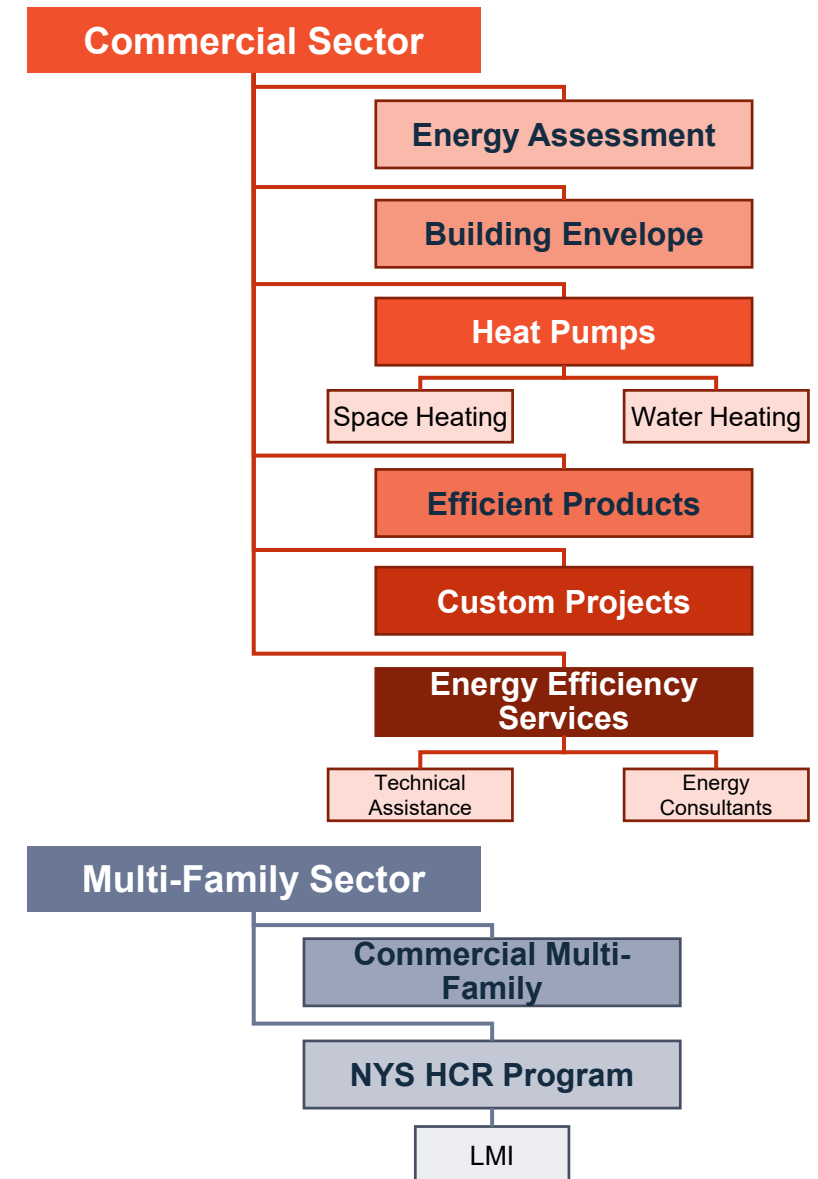 Commercial Sector
Energy Assessment
Building Envelope
Heat Pumps
Space Heating
Water Heating
Efficient Products
Custom Projects
Energy Efficiency
Services
Technical
Assistance
Energy
Consultants
Multi-Family Sector
Commercial Multi-
Family
NYS HCR Program
LMI